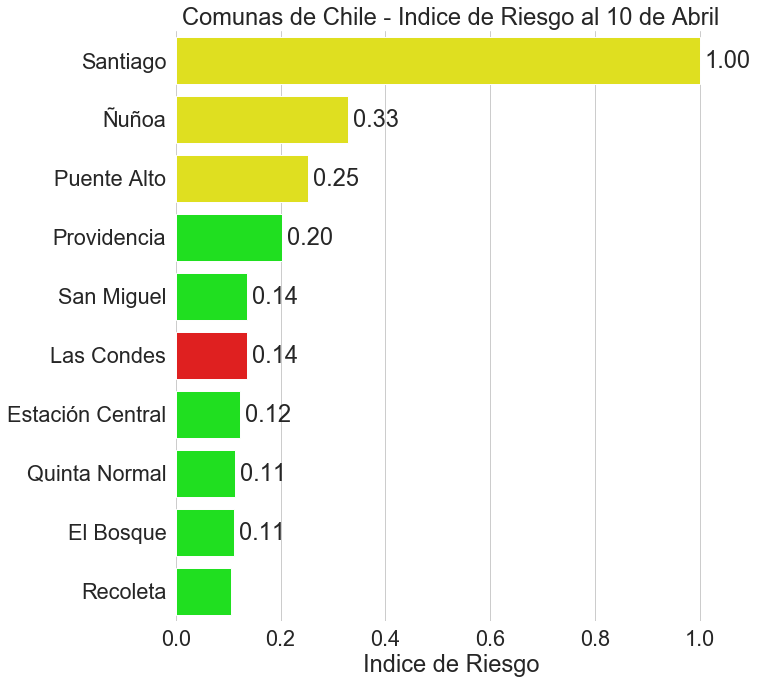 Comunas de Chile - Indice de Riesgo al 10 de Abril
Santiago 1.00
Ñuñoa 0.33
Puente Alto 0.25
Providencia 0.20
San Miguel 0.14
Las Condes 0.14
Estación Central 0.12
Quinta Normal 0.11
El Bosque 0.11
Recoleta
0.0 0.2 0.4 0.6 0.8 1.0
Indice de Riesgo